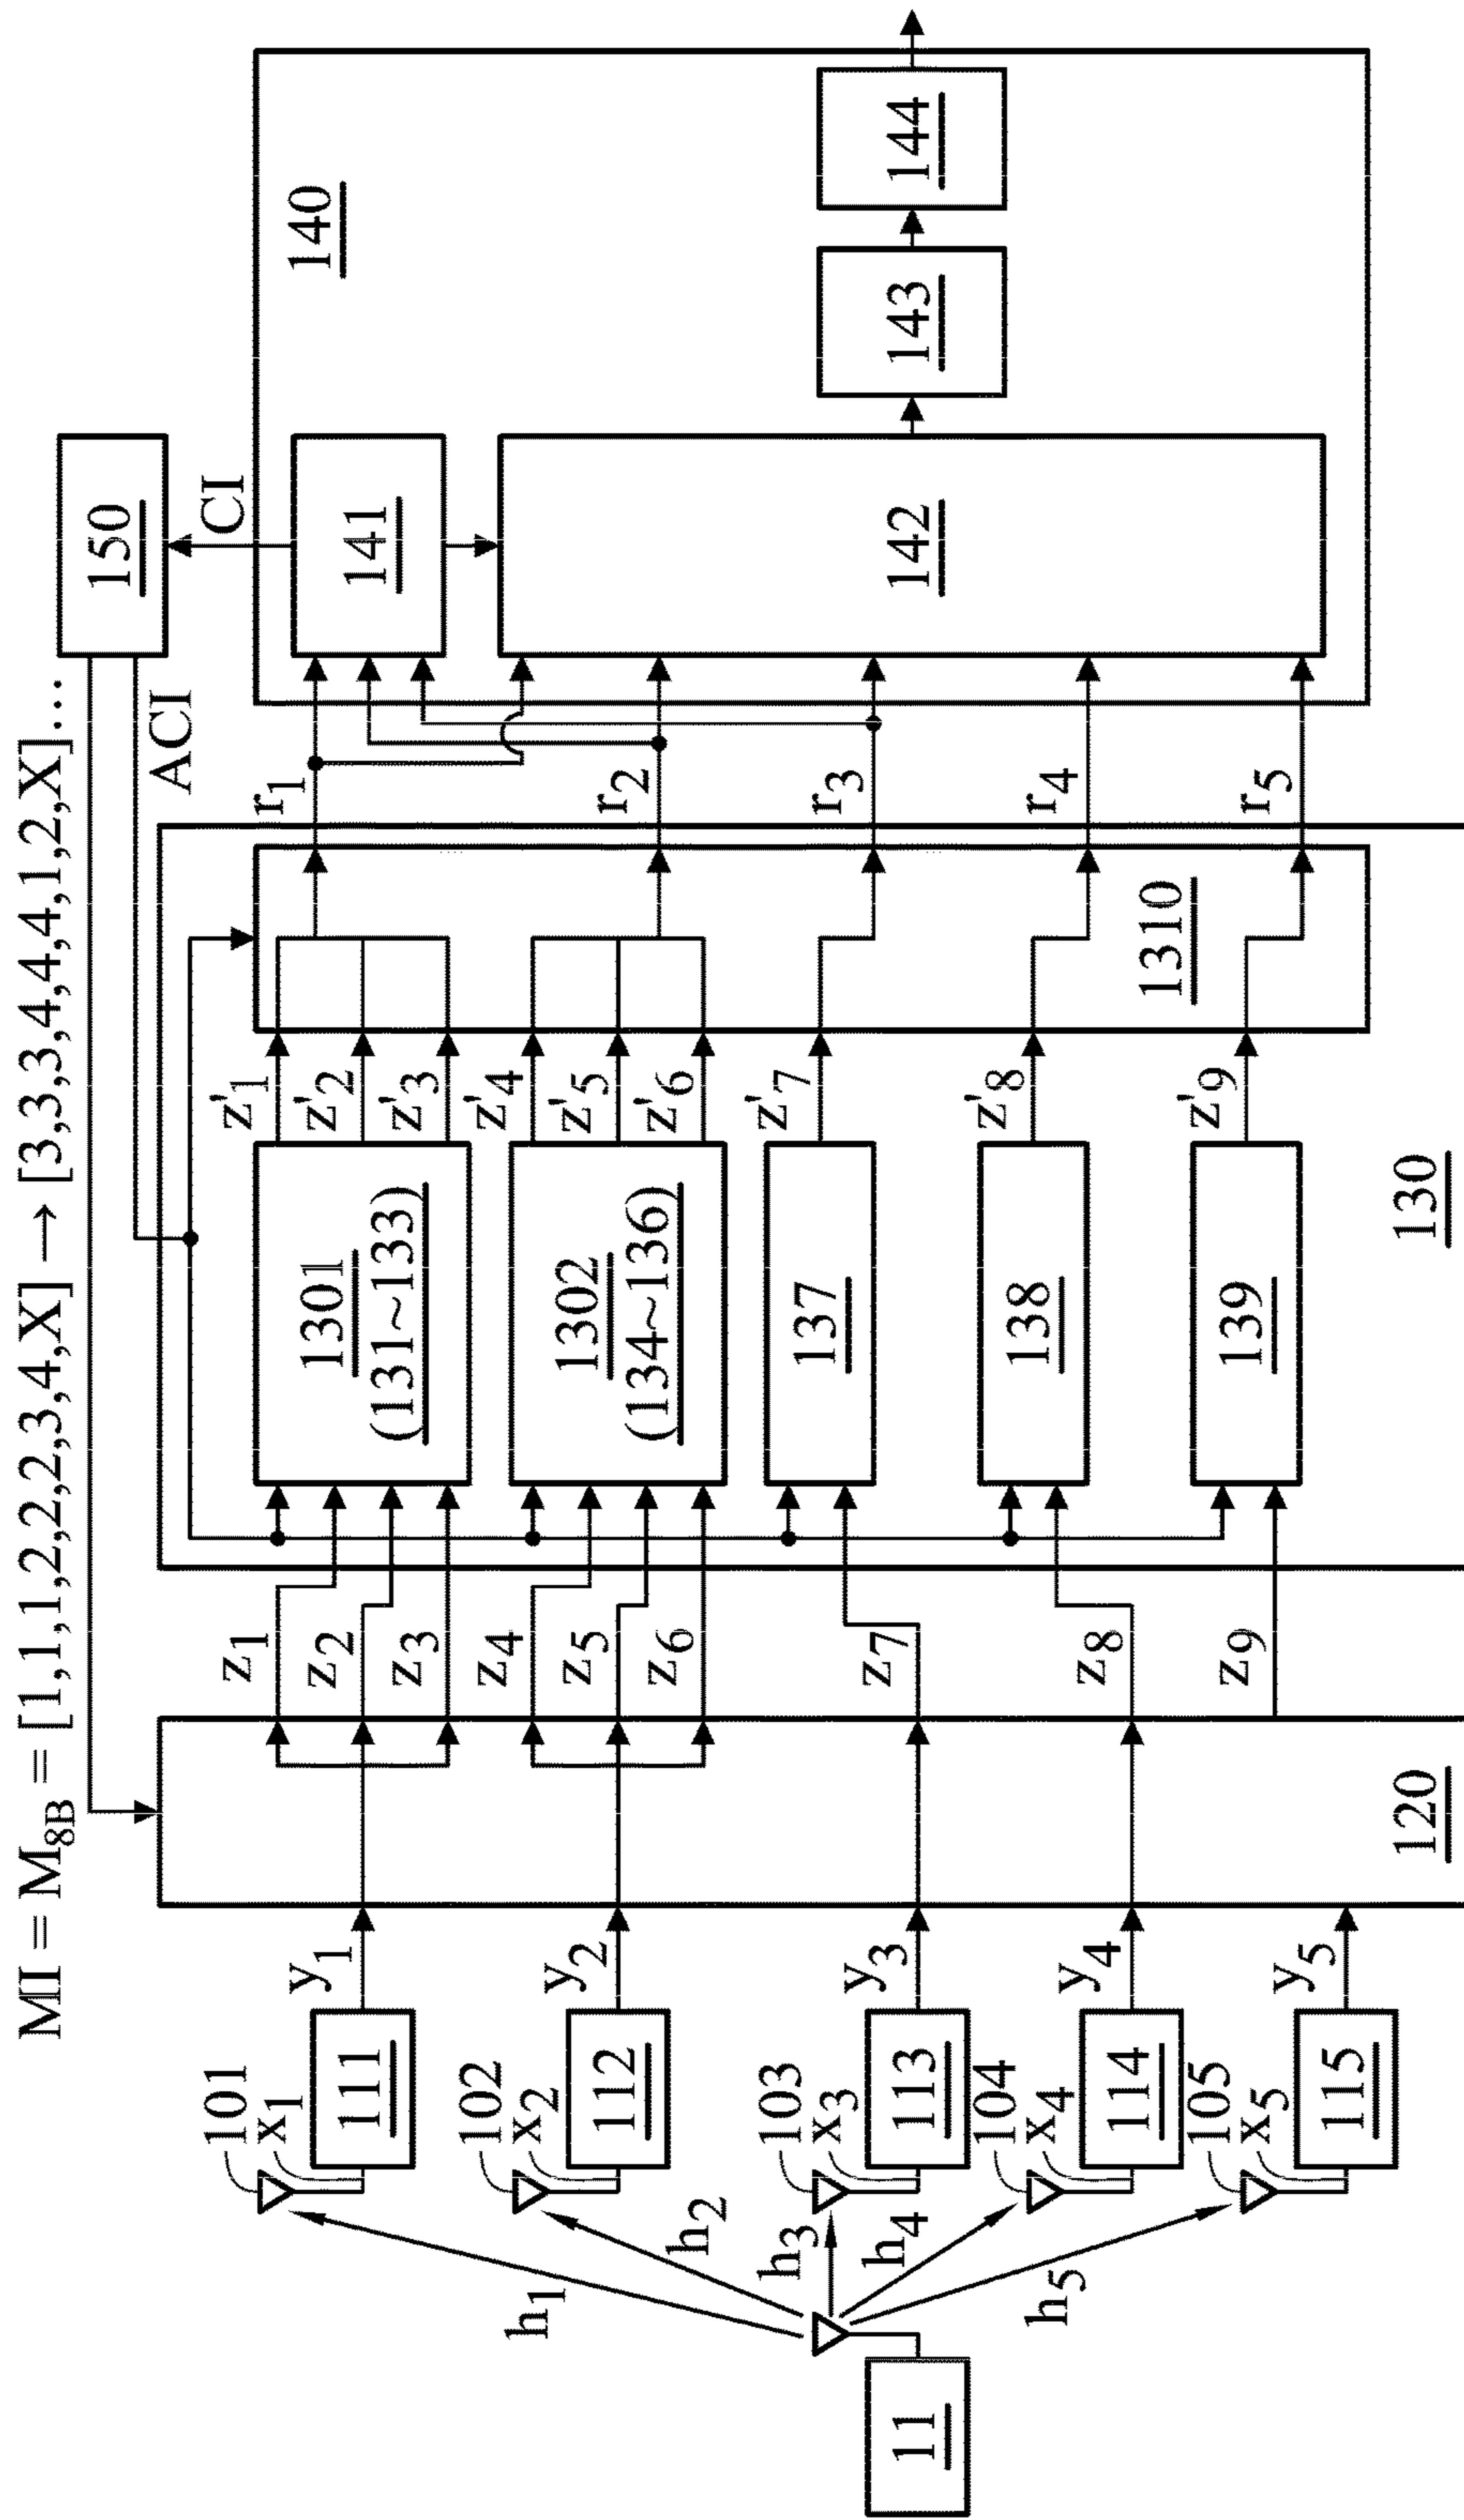 MI = M8B = [1,1,1,2,2,2,3,4,X] → [3,3,3,4,4,4,1,2,X]...
150
ACI
CI
11
h1
h2
h3
h4
h5
101
x1
111
y1
102
x2
112
y2
103
x3
113
y3
104
x4
114
y4
105
x5
115
y5
120
z1
z2
z3
z4
z5
z6
z7
z8
z9
1301
(131~133)
1302
(134~136)
137
138
139
130
z'1
z'2
z'3
z'4
z'5
z'6
z'7
z'8
z'9
1310
r1
r2
r3
r4
r5
140
141
142
143
144